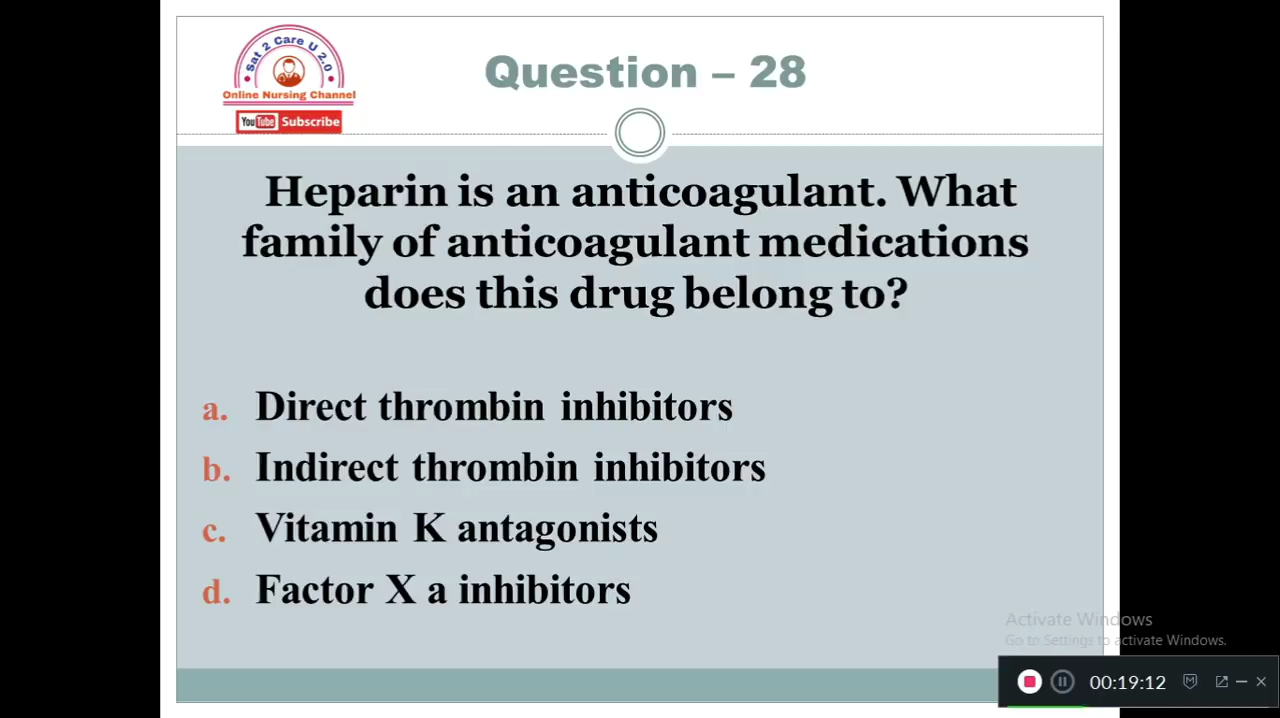 Sat 2 Care U 2.0
Online Nursing Channel
YouTube Subscribe
Question – 28
Heparin is an anticoagulant. What
family of anticoagulant medications
does this drug belong to?
a. Direct thrombin inhibitors
b. Indirect thrombin inhibitors
c. Vitamin K antagonists
d. Factor X a inhibitors
Activate Windows
Go to Settings to activate Windows.
00:19:12